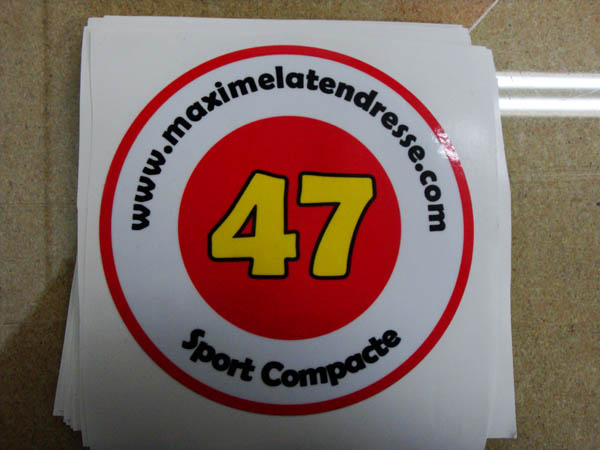 www.maximelatendresse.com
47
Sport Compacte